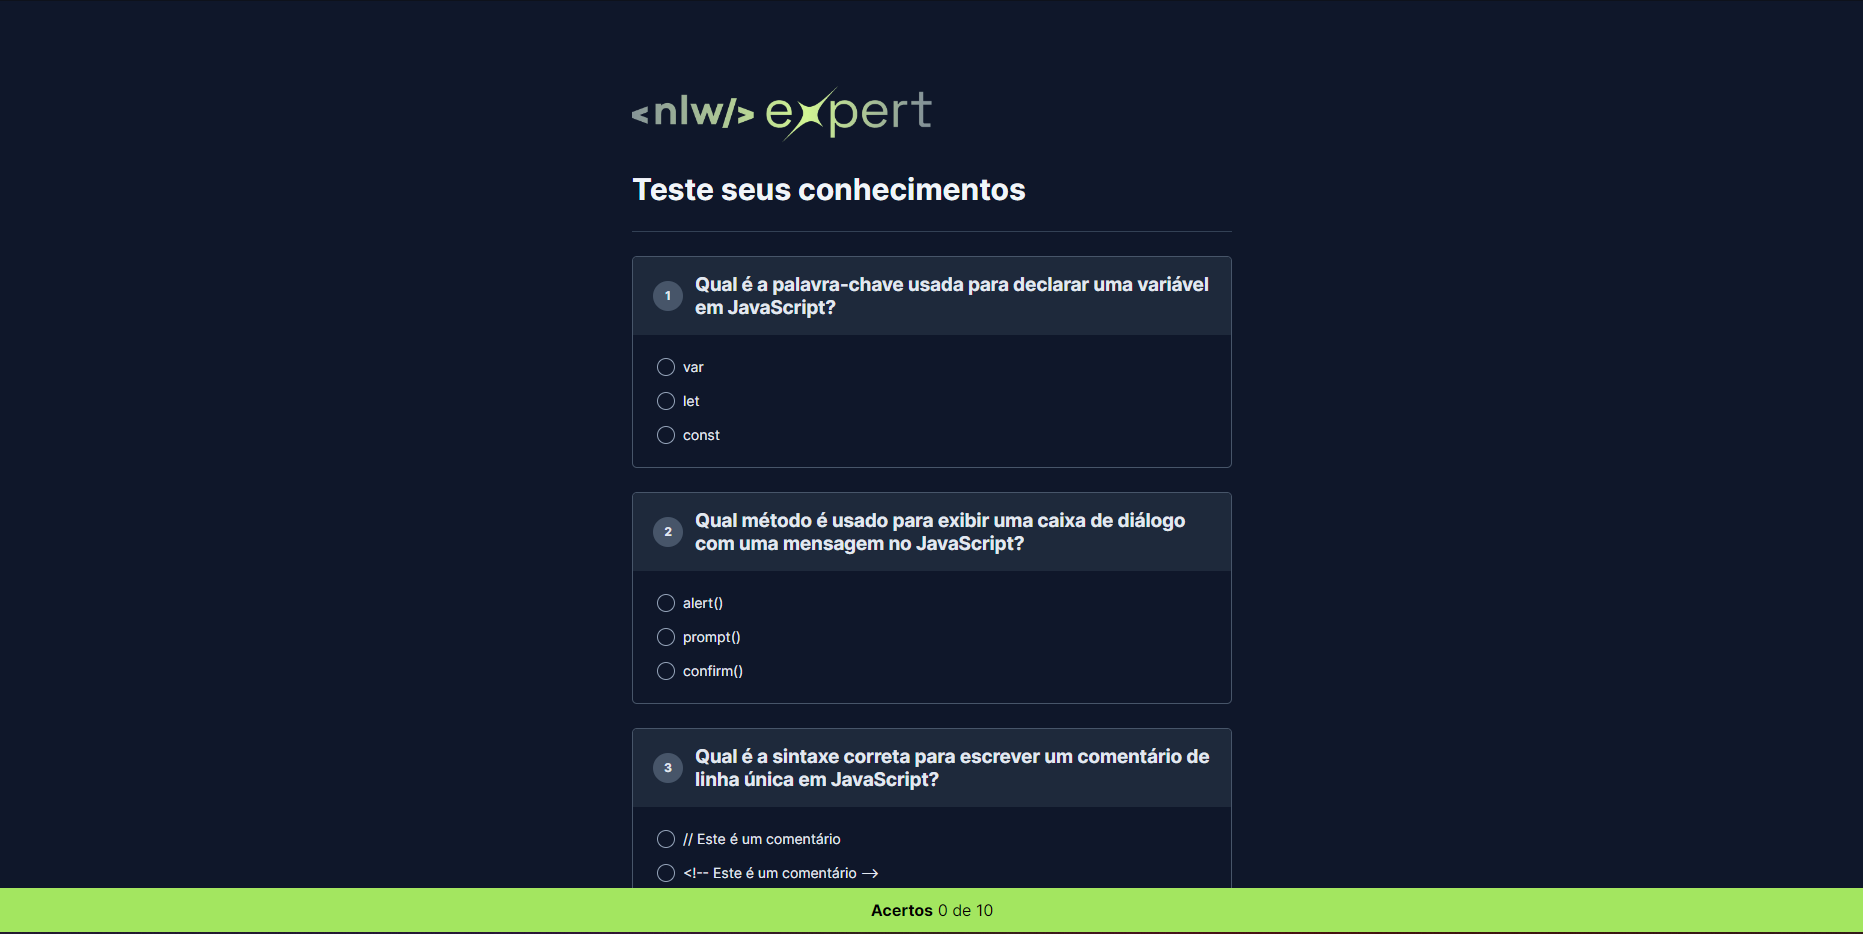 <nlw/> expert
Teste seus conhecimentos
1
Qual é a palavra-chave usada para declarar uma variável
em JavaScript?
var
let
const
2
Qual método é usado para exibir uma caixa de diálogo
com uma mensagem no JavaScript?
alert()
prompt()
confirm()
3
Qual é a sintaxe correta para escrever um comentário de
linha única em JavaScript?
// Este é um comentário
<!-- Este é um comentário -->
Acertos 0 de 10